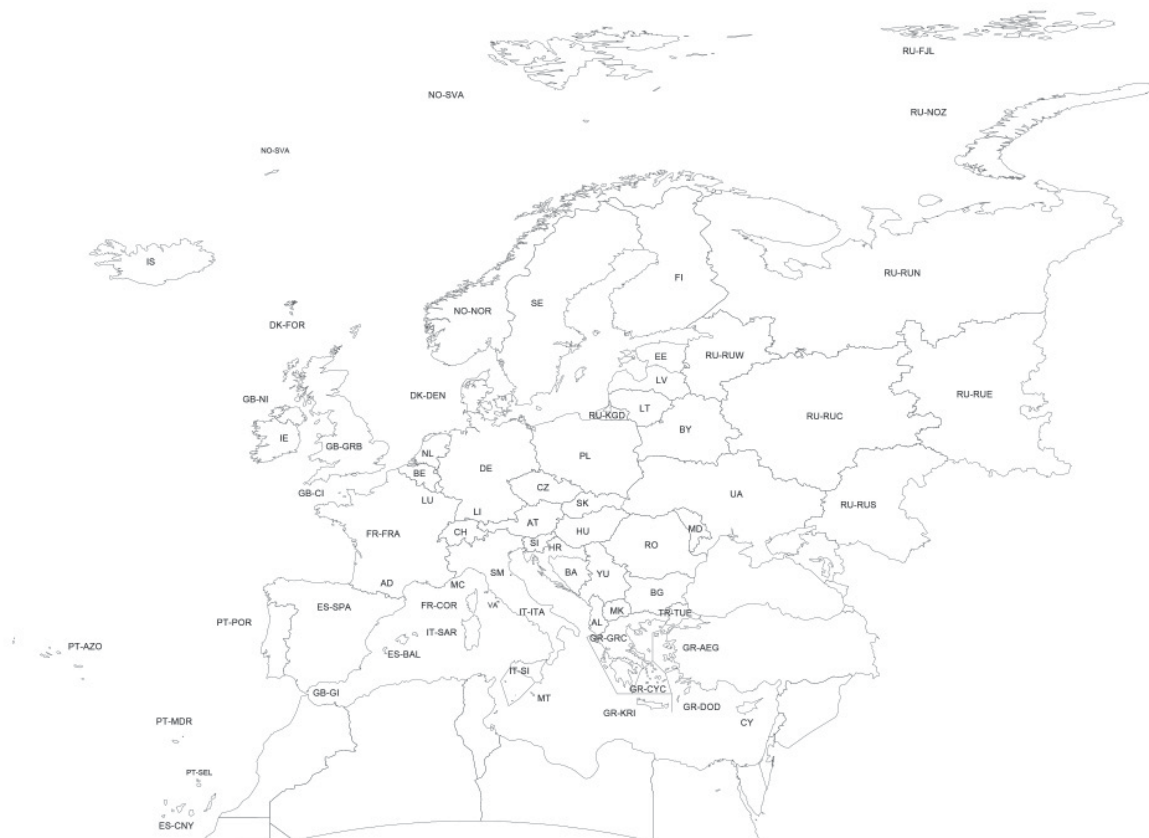 RU-FJL
NO-SVA
RU-NOZ
NO-SVA
IS
RU-RUN
FI
SE
NO-NOR
DK-FOR
EE
RU-RUW
LV
DK-DEN
GB-NI
RU-RUE
LT
RU-KGD
RU-RUC
BY
IE
GB-GRB
NL
PL
DE
BE
CZ
GB-CI
LU
UA
SK
RU-RUS
LI
AT
FR-FRA
CH
HU
MD
SI
HR
RO
BA
YU
SM
AD
MC
BG
ES-SPA
FR-COR
VA
IT-ITA
MK
TR-TUE
PT-POR
AL
IT-SAR
GR-GRC
PT-AZO
GR-AEG
ES-BAL
IT-SI
GR-CYC
GB-GI
MT
GR-DOD
GR-KRI
PT-MDR
CY
PT-SEL
ES-CNY